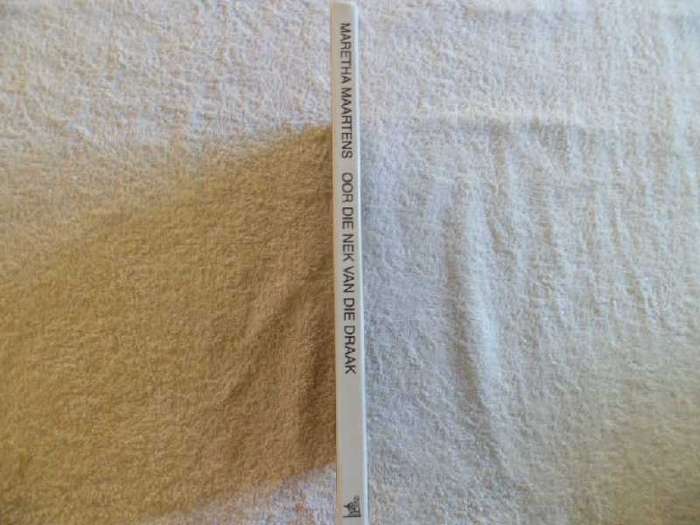 MARETHA MAARTENS OOR DIE NEK VAN DIE DRAAK